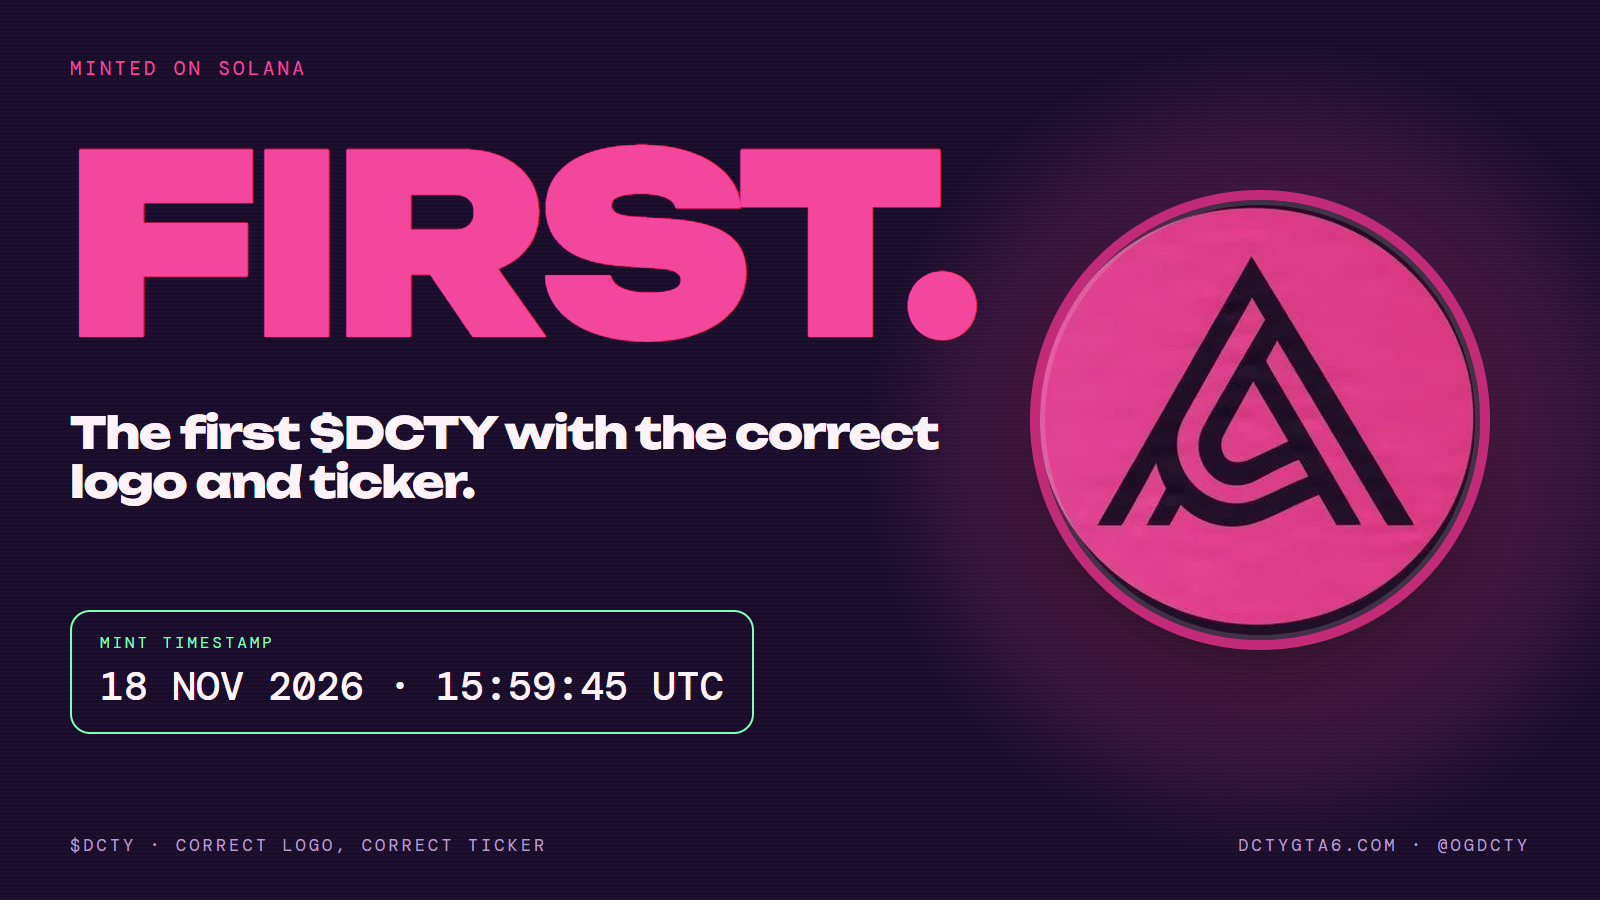 MINTED ON SOLANA
FIRST.
The first $DCTY with the correct
logo and ticker.
MINT TIMESTAMP
18 NOV 2026 · 15:59:45 UTC
$DCTY · CORRECT LOGO, CORRECT TICKER
DCTYGTA6.COM · @OGDCTY